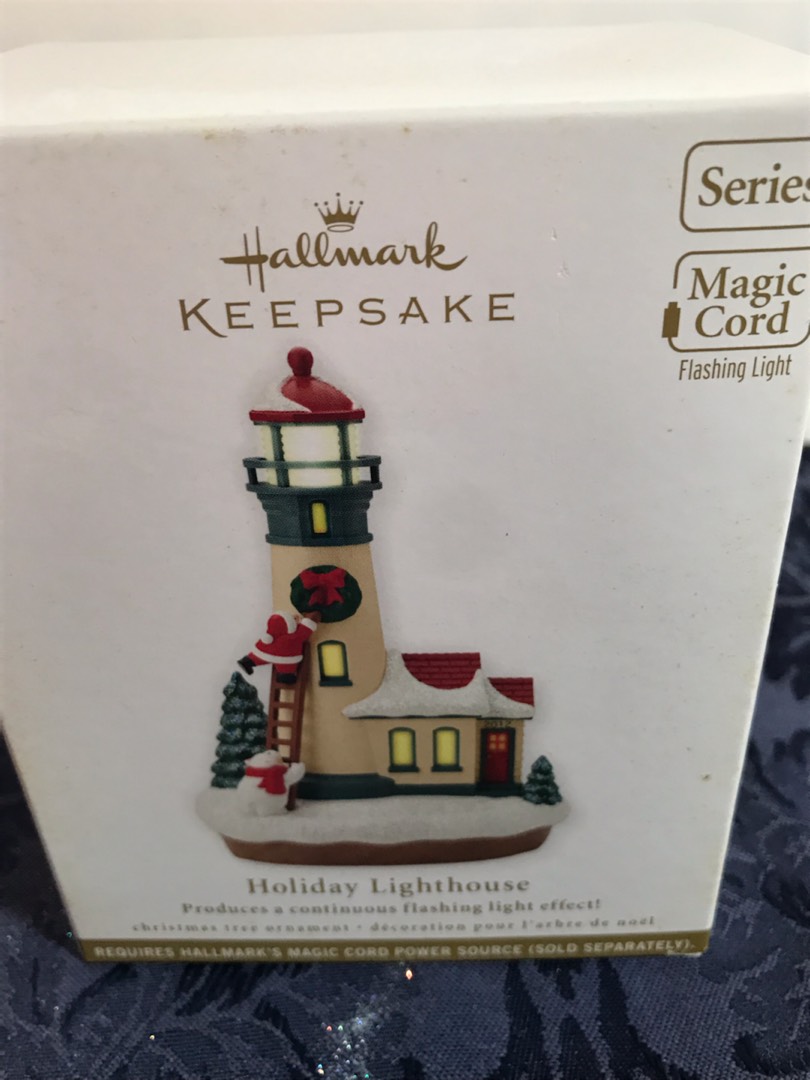 Series
Hallmark
KEEPSAKE
Magic
Cord
Flashing Light
2012
Holiday Lighthouse
Produces a continuous flashing light effect!
christmas tree ornament • décoration pour l'arbre de noël
REQUIRES HALLMARK'S MAGIC CORD POWER SOURCE (SOLD SEPARATELY).